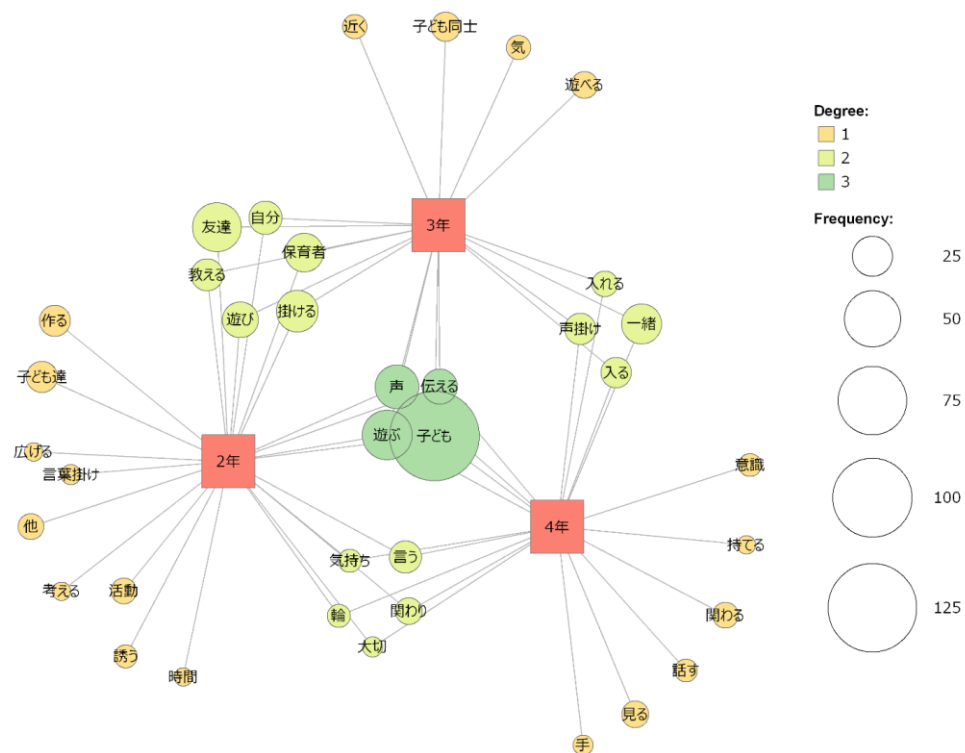 近く
子ども同士
気
遊べる
3年
友達
自分
保育者
教える
遊び
掛ける
入れる
声掛け
一緒
入る
作る
子ども達
声
伝える
遊ぶ
子ども
2年
広げる
言葉掛け
他
考える
活動
誘う
時間
気持ち
言う
輪
関わり
大切
4年
意識
持てる
関わる
話す
見る
手
Degree:
1
2
3
Frequency:
25
50
75
100
125